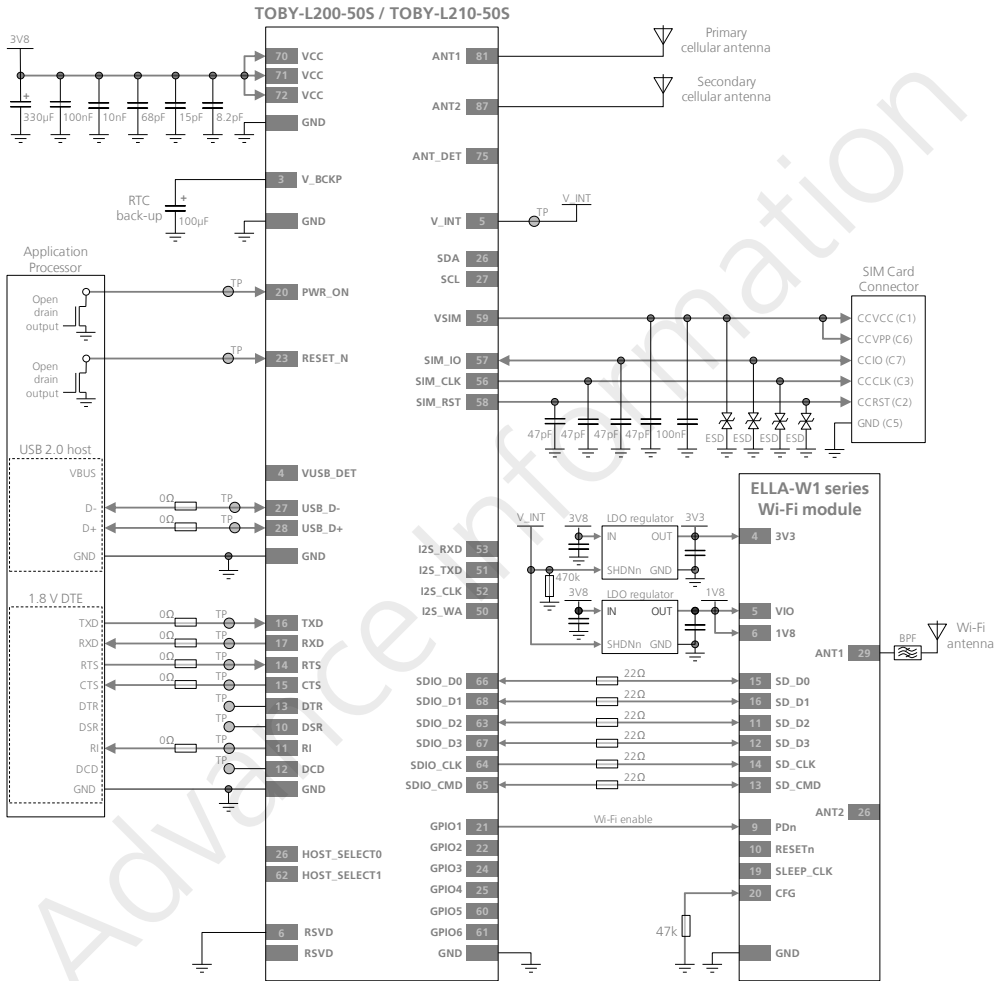 TOBY-L200-50S / TOBY-L210-50S
3V8
330µF 100nF 10nF 68pF 15pF 8.2pF
70 VCC
71 VCC
72 VCC
GND
3 V_BCKP
RTC
back-up
100µF
GND
Application
Processor
Open
drain
output
TP
20 PWR_ON
Open
drain
output
TP
23 RESET_N
USB 2.0 host
VBUS
4 VUSB_DET
D- 0Ω TP 27 USB_D-
D+ 0Ω TP 28 USB_D+
GND GND
1.8 V DTE
TXD 0Ω TP 16 TXD
RXD 0Ω TP 17 RXD
RTS 0Ω TP 14 RTS
CTS 0Ω TP 15 CTS
DTR TP 13 DTR
DSR TP 10 DSR
RI 0Ω TP 11 RI
DCD TP 12 DCD
GND GND
26 HOST_SELECT0
62 HOST_SELECT1
6 RSVD
RSVD
ANT1 81
Primary
cellular antenna
ANT2 87
Secondary
cellular antenna
ANT_DET 75
V_INT 5 TP V_INT
SDA 26
SCL 27
VSIM 59
SIM_IO 57
SIM_CLK 56
SIM_RST 58
47pF 47pF 47pF 47pF 100nF ESD ESD ESD ESD
SIM Card
Connector
CCVCC (C1)
CCVPP (C6)
CCIO (C7)
CCCLK (C3)
CCRST (C2)
GND (C5)
I2S_RXD 53
I2S_TXD 51
I2S_CLK 52
I2S_WA 50
V_INT
470k
3V8 LDO regulator 3V3
IN OUT
SHDNn GND
3V8 LDO regulator 1V8
IN OUT
SHDNn GND
ELLA-W1 series
Wi-Fi module
4 3V3
5 VIO
6 1V8
ANT1 29
BPF
Wi-Fi
antenna
SDIO_D0 66 22Ω 15 SD_D0
SDIO_D1 68 22Ω 16 SD_D1
SDIO_D2 63 22Ω 11 SD_D2
SDIO_D3 67 22Ω 12 SD_D3
SDIO_CLK 64 22Ω 14 SD_CLK
SDIO_CMD 65 22Ω 13 SD_CMD
ANT2 26
GPIO1 21 Wi-Fi enable 9 PDn
GPIO2 22
10 RESETn
GPIO3 24
19 SLEEP_CLK
GPIO4 25
20 CFG
GPIO5 60
GPIO6 61
47k
GND
GND
Advance Information